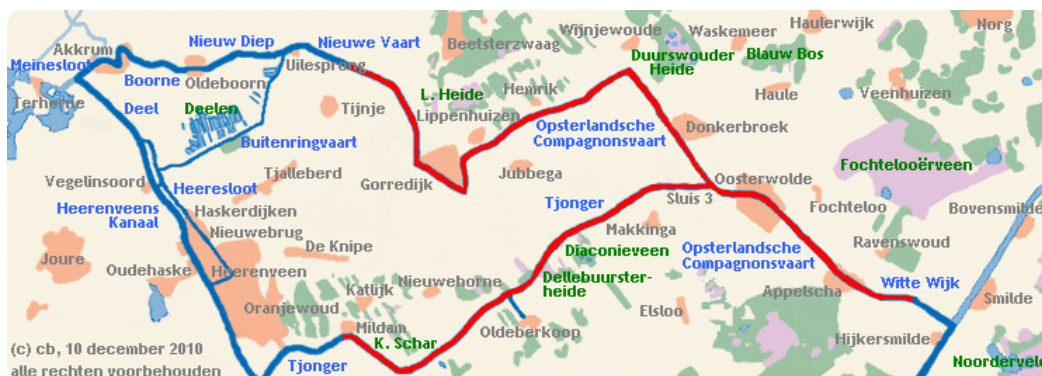 Akkrum
Nieuw Diep
Nieuwe Vaart
Beetsterzwaag
Wijnjewoude
Waskemeer
Haulerwijk
Norg
Meinesloot
Boorne
Oldeboorn
Uilesprong
Duurswouder
Heide
Blauw Bos
Terhorne
Deel
Deelen
Tijnje
L. Heide
Hemrik
Haule
Veenhuizen
Lippenhuizen
Buitenringvaart
Opsterlandsche
Compagnonsvaart
Donkerbroek
Fochtelooërveen
Vegelinsoord
Heeresloot
Tjalleberd
Gorredijk
Jubbega
Oosterwolde
Sluis 3
Heerenveens
Kanaal
Haskerdijken
Nieuwebrug
Tjonger
Fochteloo
Bovensmilde
Makkinga
De Knipe
Joure
Oudehaske
Heerenveen
Diaconieveen
Opsterlandsche
Compagnonsvaart
Ravenswoud
Nieuwehorne
Dellebuurster-
heide
Witte Wijk
Katlijk
Oranjewoud
Appelscha
Smilde
Elsloo
Mildam
K. Schar
Oldeberkoop
Hijkersmilde
(c) cb, 10 december 2010
alle rechten voorbehouden
Tjonger
Noorderveld